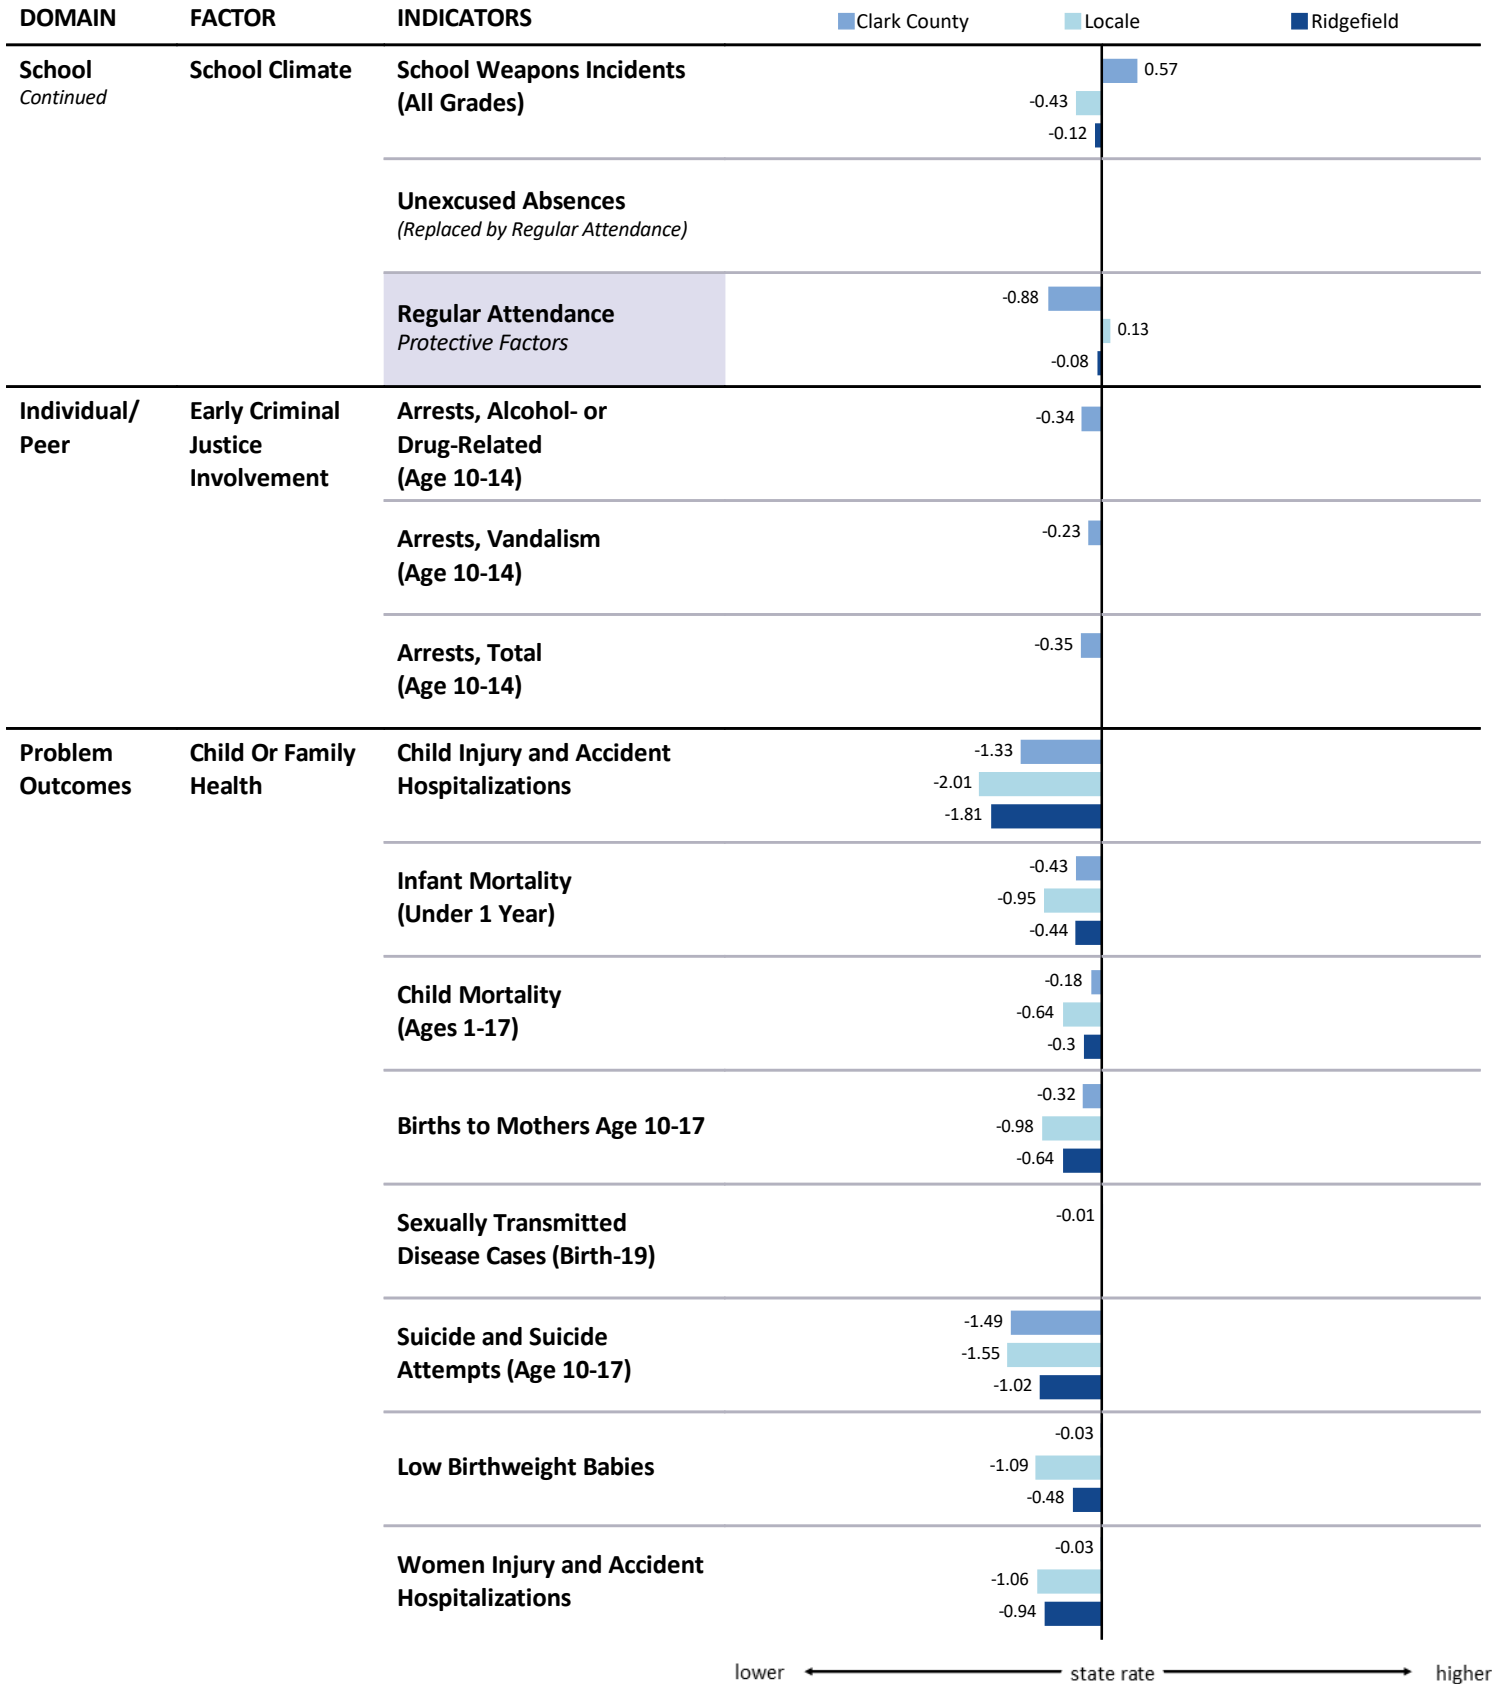 DOMAIN FACTOR INDICATORS Clark County Locale Ridgefield
School School Climate School Weapons Incidents 0.57
Continued (All Grades) -0.43
-0.12
Unexcused Absences
(Replaced by Regular Attendance)
-0.88
Regular Attendance 0.13
Protective Factors -0.08
Individual/ Early Criminal Arrests, Alcohol- or -0.34
Peer Justice Drug-Related
Involvement (Age 10-14)
Arrests, Vandalism -0.23
(Age 10-14)
Arrests, Total -0.35
(Age 10-14)
Problem Child Or Family Child Injury and Accident -1.33
Outcomes Health Hospitalizations -2.01
-1.81
Infant Mortality -0.43
(Under 1 Year) -0.95
-0.44
Child Mortality -0.18
(Ages 1-17) -0.64
-0.3
-0.32
Births to Mothers Age 10-17 -0.98
-0.64
Sexually Transmitted -0.01
Disease Cases (Birth-19)
Suicide and Suicide -1.49
Attempts (Age 10-17) -1.55
-1.02
-0.03
Low Birthweight Babies -1.09
-0.48
Women Injury and Accident -0.03
Hospitalizations -1.06
-0.94
lower state rate higher